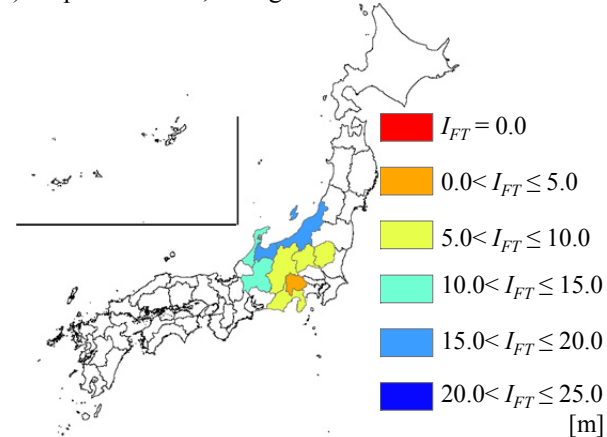 I_FT = 0.0
0.0< I_FT ≤ 5.0
5.0< I_FT ≤ 10.0
10.0< I_FT ≤ 15.0
15.0< I_FT ≤ 20.0
20.0< I_FT ≤ 25.0
[m]